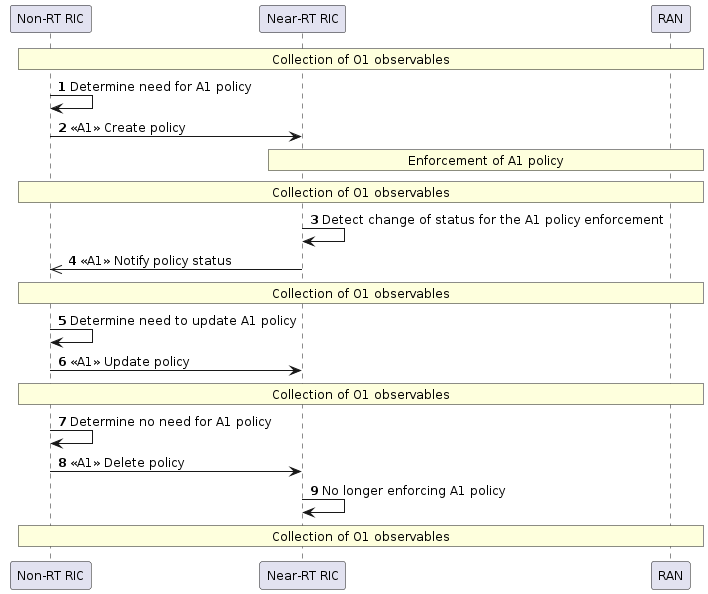 Non-RT RIC Near-RT RIC RAN
Collection of O1 observables
1 Determine need for A1 policy
2 «A1» Create policy
Enforcement of A1 policy
Collection of O1 observables
3 Detect change of status for the A1 policy enforcement
4 «A1» Notify policy status
Collection of O1 observables
5 Determine need to update A1 policy
6 «A1» Update policy
Collection of O1 observables
7 Determine no need for A1 policy
8 «A1» Delete policy
9 No longer enforcing A1 policy
Collection of O1 observables
Non-RT RIC Near-RT RIC RAN